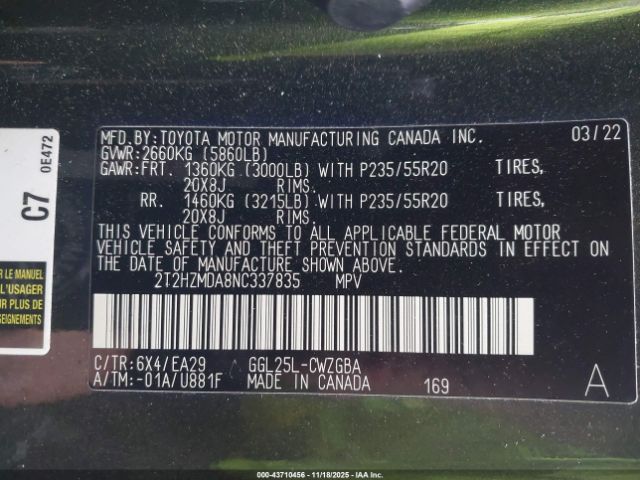 MFD.BY:TOYOTA MOTOR MANUFACTURING CANADA INC. 03/22
GVWR:2660KG (5860LB)
GAWR:FRT. 1360KG (3000LB) WITH P235/55R20 TIRES,
20X8J RIMS.
RR. 1460KG (3215LB) WITH P235/55R20 TIRES,
20X8J RIMS.
THIS VEHICLE CONFORMS TO ALL APPLICABLE FEDERAL MOTOR
VEHICLE SAFETY AND THEFT PREVENTION STANDARDS IN EFFECT ON
THE DATE OF MANUFACTURE SHOWN ABOVE.
2T2HZMDA8NC337835 MPV
C/TR:6X4/EA29 GGL25L-CWZGBA
A/TM:-01A/U881F MADE IN CANADA 169 A
C7 0E472
R LE MANUEL
L'USAGER
UR PLUS DE
SEIGNEMENTS
000-43710456 - 11/18/2025 - IAA, Inc.